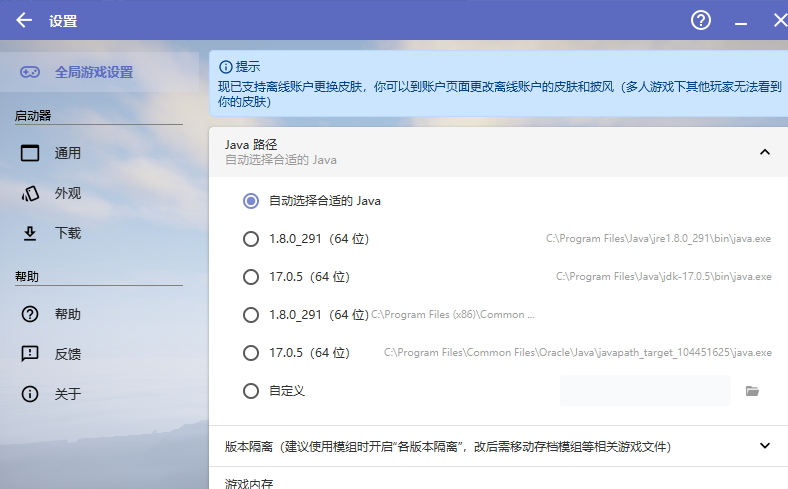 设置
全局游戏设置
启动器
通用
外观
下载
帮助
帮助
反馈
关于
提示
现已支持离线账户更换皮肤，你可以到账户页面更改离线账户的皮肤和披风（多人游戏下其他玩家无法看到
你的皮肤）
Java 路径
自动选择合适的 Java
自动选择合适的 Java
1.8.0_291（64 位） C:\Program Files\Java\jre1.8.0_291\bin\java.exe
17.0.5（64 位） C:\Program Files\Java\jdk-17.0.5\bin\java.exe
1.8.0_291（64 位） C:\Program Files (x86)\Common ...
17.0.5（64 位） C:\Program Files\Common Files\Oracle\Java\javapath_target_104451625\java.exe
自定义
版本隔离（建议使用模组时开启“各版本隔离”，改后需移动存档模组等相关游戏文件）
游戏内存